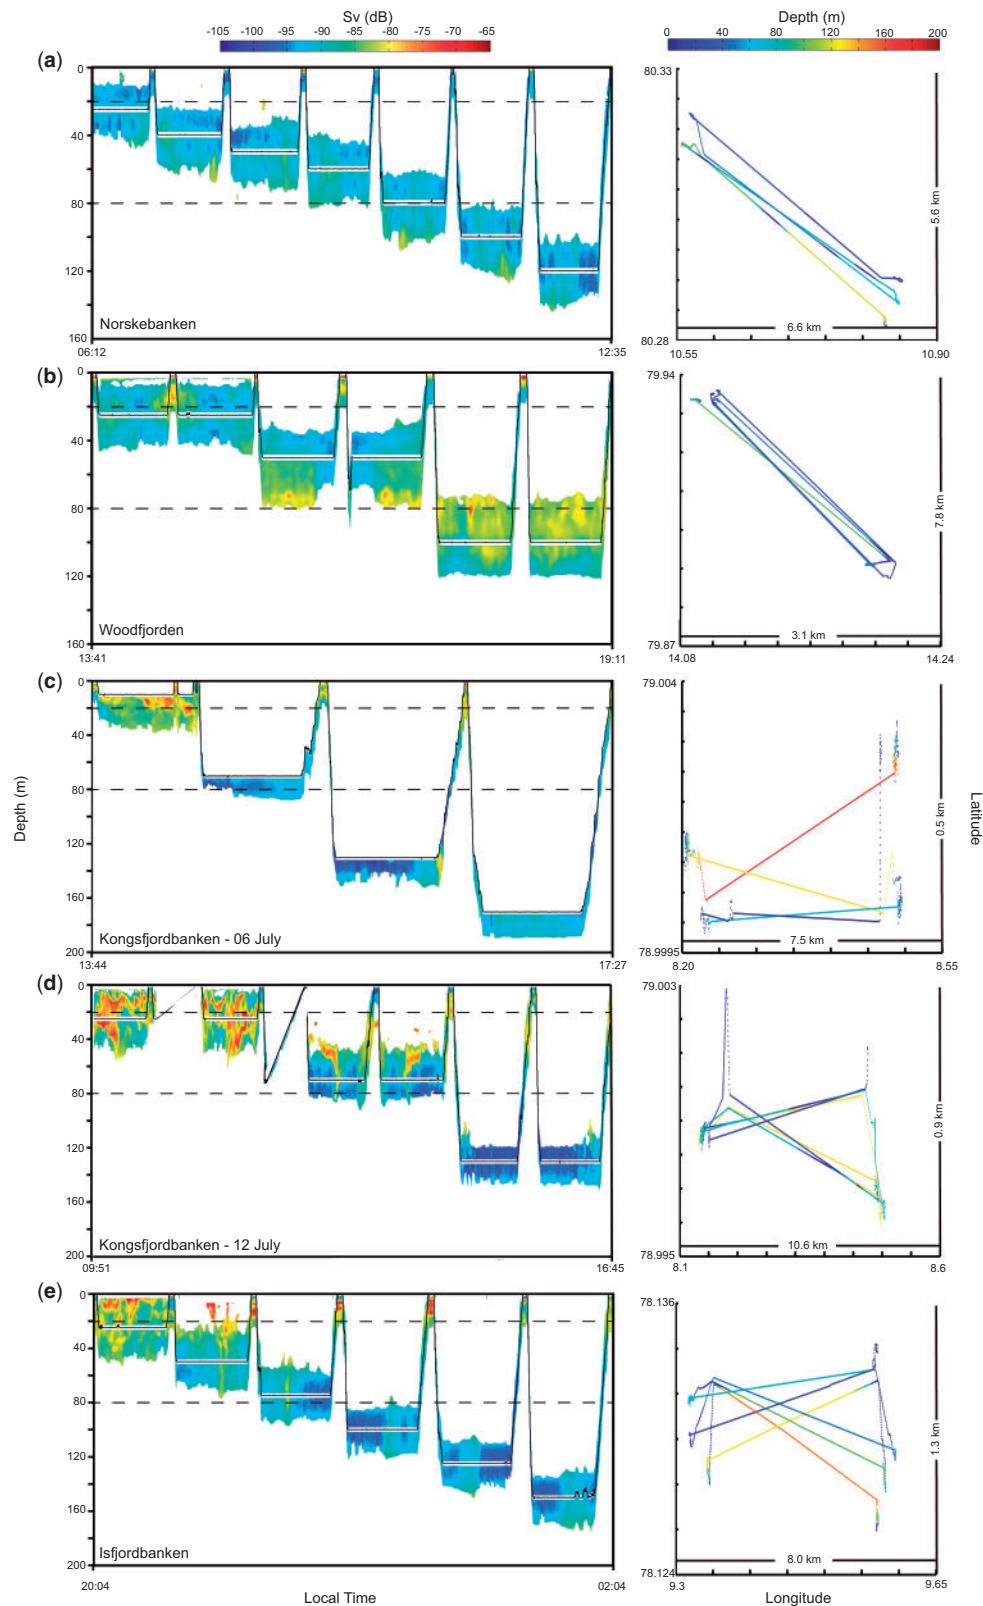 Sv (dB)
-105 -100 -95 -90 -85 -80 -75 -70 -65
Depth (m)
0 40 80 120 160 200
(a)
0
40
80
120
160
Norskebanken
06:12 12:35
80.33
80.28
10.55 10.90
6.6 km
5.6 km
(b)
0
40
80
120
160
Woodfjorden
13:41 19:11
79.94
79.87
14.08 14.24
3.1 km
7.8 km
(c)
0
40
80
120
160
200
Kongsfjordbanken - 06 July
13:44 17:27
79.004
78.9995
8.20 8.55
7.5 km
0.5 km
Depth (m)
Latitude
(d)
0
40
80
120
160
200
Kongsfjordbanken - 12 July
09:51 16:45
79.003
78.995
8.1 8.6
10.6 km
0.9 km
(e)
0
40
80
120
160
200
Isfjordbanken
20:04 02:04
Local Time
78.136
78.124
9.3 9.65
8.0 km
1.3 km
Longitude